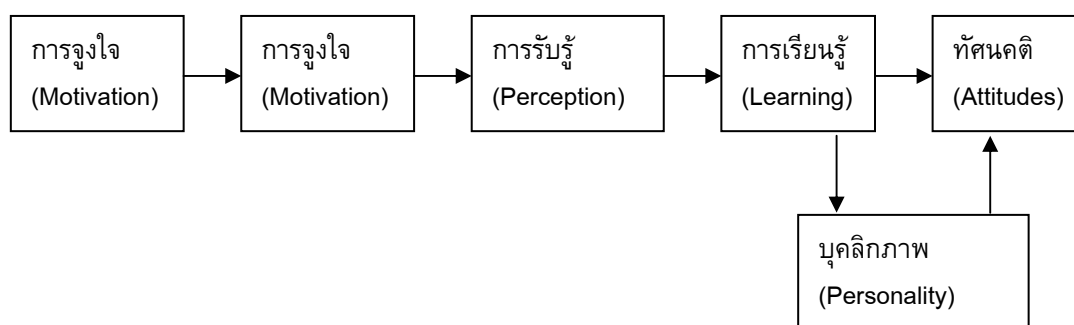 การจูงใจ
(Motivation)
การจูงใจ
(Motivation)
การรับรู้
(Perception)
การเรียนรู้
(Learning)
ทัศนคติ
(Attitudes)
บุคลิกภาพ
(Personality)